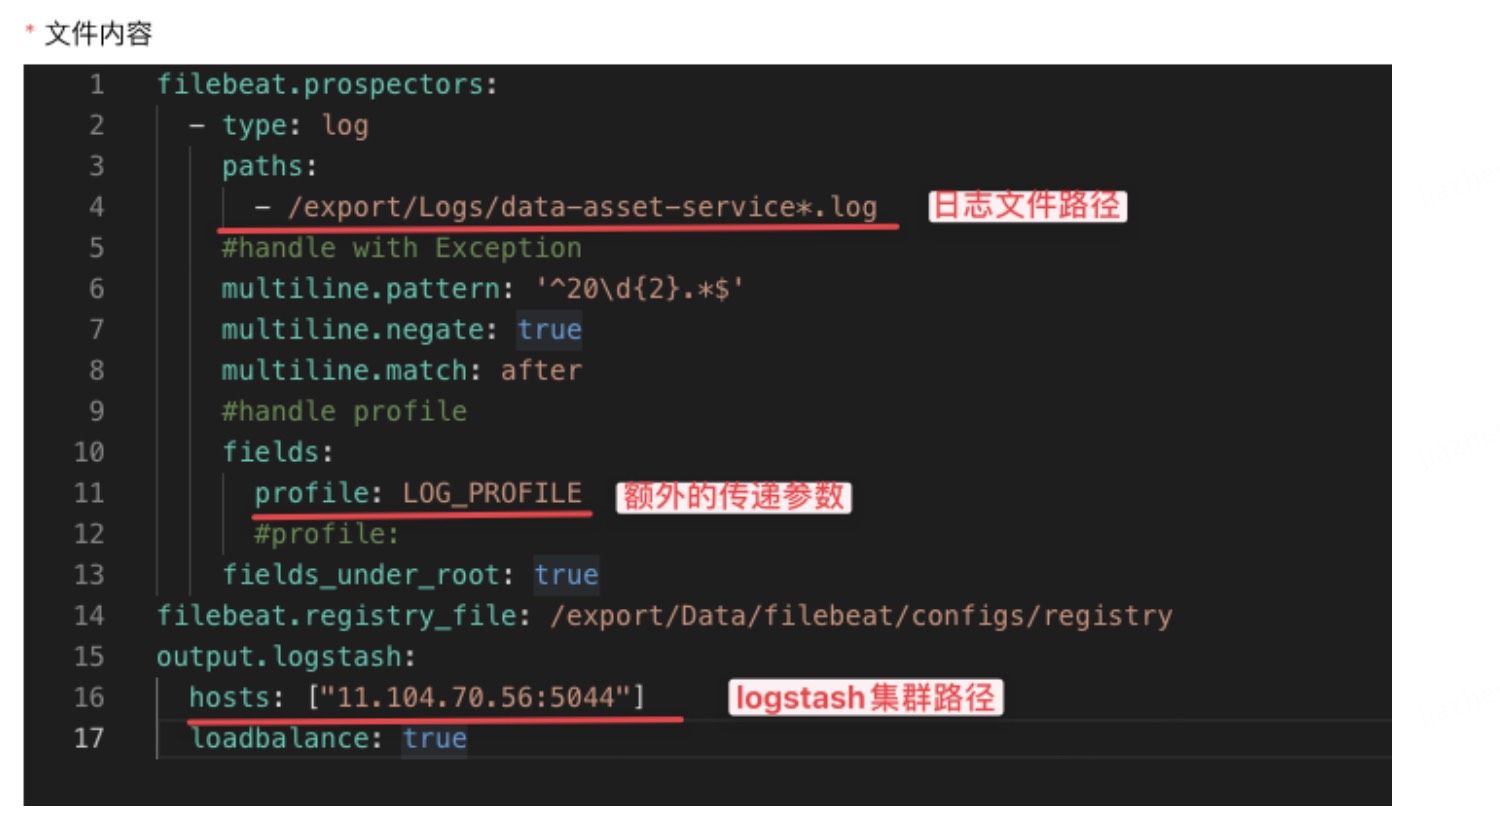 * 文件内容
1 filebeat.prospectors:
2 - type: log
3 paths:
4 - /export/Logs/data-asset-service*.log 日志文件路径
5 #handle with Exception
6 multiline.pattern: '^20\d{2}.*$'
7 multiline.negate: true
8 multiline.match: after
9 #handle profile
10 fields:
11 profile: LOG_PROFILE 额外的传递参数
12 #profile:
13 fields_under_root: true
14 filebeat.registry_file: /export/Data/filebeat/configs/registry
15 output.logstash:
16 hosts: ["11.104.70.56:5044"] logstash集群路径
17 loadbalance: true